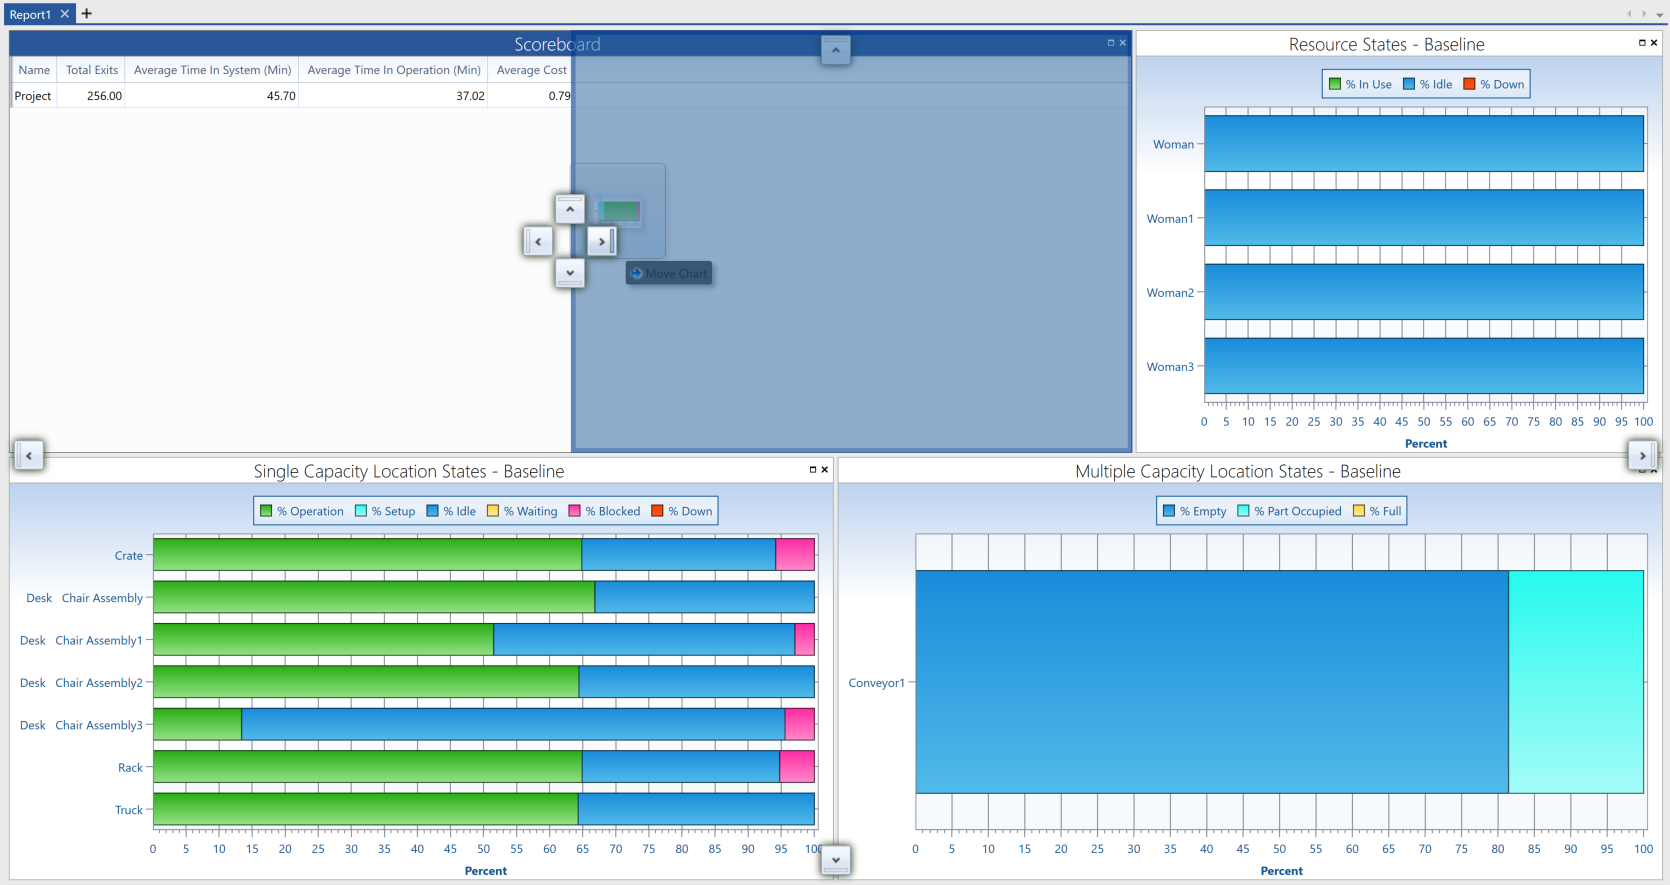 Report1
Scoreboard
Name Total Exits Average Time In System (Min) Average Time In Operation (Min) Average Cost
Project 256.00 45.70 37.02 0.79
Move Chart
Resource States - Baseline
% In Use % Idle % Down
Woman
Woman1
Woman2
Woman3
0 5 10 15 20 25 30 35 40 45 50 55 60 65 70 75 80 85 90 95 100
Percent
Single Capacity Location States - Baseline
% Operation % Setup % Idle % Waiting % Blocked % Down
Crate
Desk Chair Assembly
Desk Chair Assembly1
Desk Chair Assembly2
Desk Chair Assembly3
Rack
Truck
0 5 10 15 20 25 30 35 40 45 50 55 60 65 70 75 80 85 90 95 100
Percent
Multiple Capacity Location States - Baseline
% Empty % Part Occupied % Full
Conveyor1
0 5 10 15 20 25 30 35 40 45 50 55 60 65 70 75 80 85 90 95 100
Percent